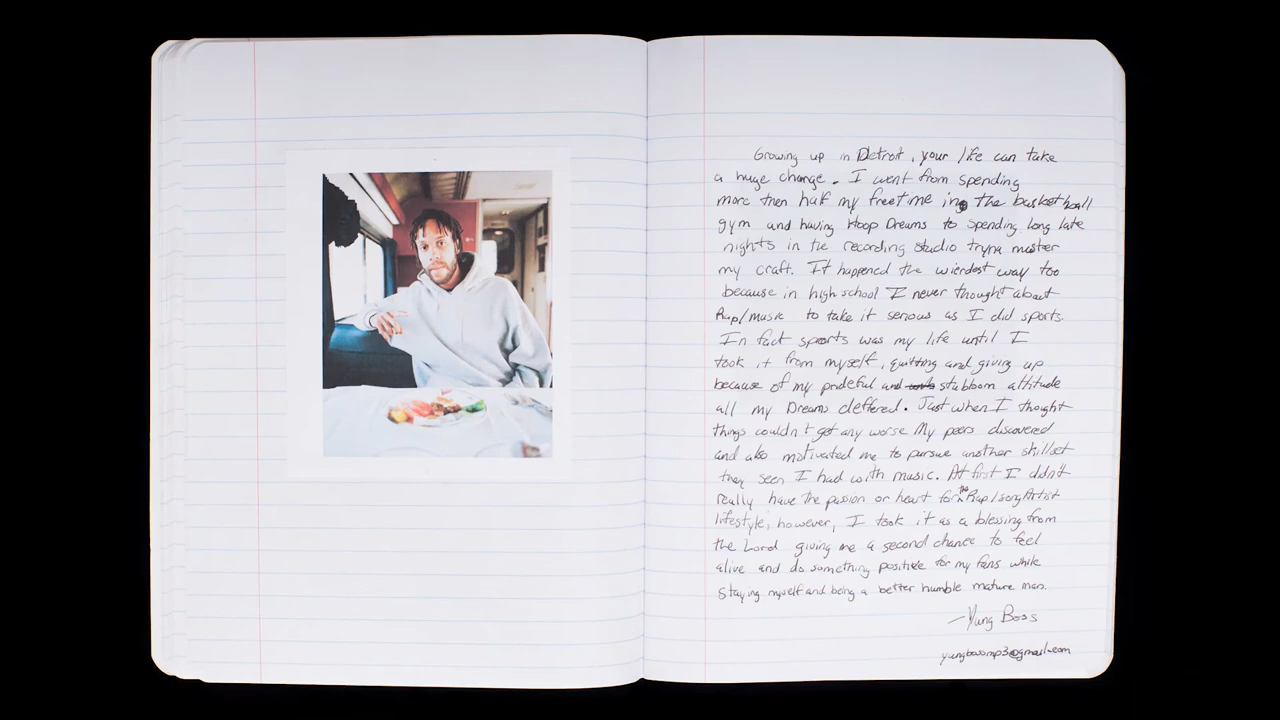 Growing up in Detroit, your life can take
a huge change. I went from spending
more then half my freetime in the basketball
gym and having Hoop Dreams to spending long late
nights in the recording studio tryna master
my craft. It happened the wierdest way too
because in high school I never thought about
Rap/music to take it serious as I did sports.
In fact sports was my life until I
took it from myself, quitting and giving up
because of my prideful and stubborn attitude
all my Dreams deffered. Just when I thought
things couldn't get any worse My peers discovered
and also motivated me to pursue another skillset
they seen I had with music. At first I didn't
really have the passion or heart for the Rap/song Artist
lifestyle, however, I took it as a blessing from
the Lord giving me a second chance to feel
alive and do something positive for my fans while
Staying myself and being a better humble mature man.
- Yung Boss
yungbossmp3@gmail.com